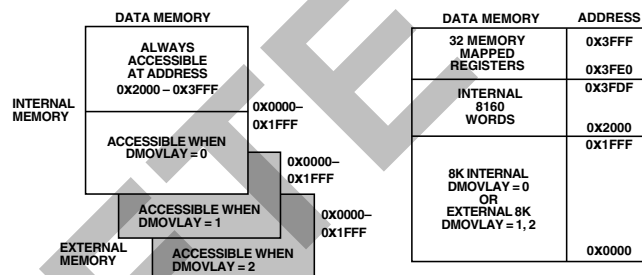 DATA MEMORY
ALWAYS
ACCESSIBLE
AT ADDRESS
0X2000 – 0X3FFF
INTERNAL
MEMORY
0X0000–
0X1FFF
ACCESSIBLE WHEN
DMOVLAY = 0
0X0000–
0X1FFF
ACCESSIBLE WHEN
DMOVLAY = 1
0X0000–
0X1FFF
EXTERNAL
MEMORY
ACCESSIBLE WHEN
DMOVLAY = 2
DATA MEMORY ADDRESS
32 MEMORY
MAPPED
REGISTERS
0X3FFF
0X3FE0
INTERNAL
8160
WORDS
0X3FDF
0X2000
8K INTERNAL
DMOVLAY = 0
OR
EXTERNAL 8K
DMOVLAY = 1, 2
0X1FFF
0X0000